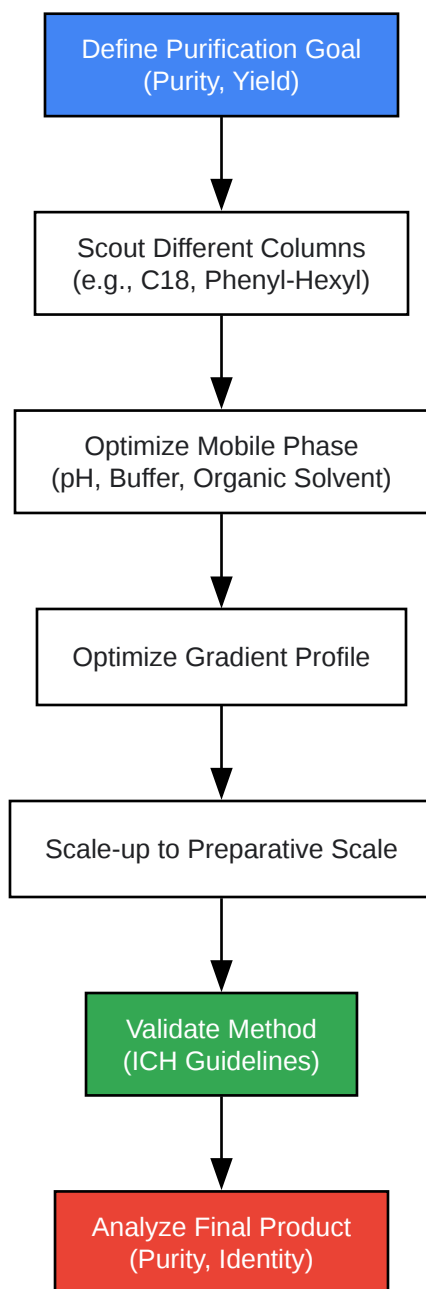 Define Purification Goal
(Purity, Yield)
Scout Different Columns
(e.g., C18, Phenyl-Hexyl)
Optimize Mobile Phase
(pH, Buffer, Organic Solvent)
Optimize Gradient Profile
Scale-up to Preparative Scale
Validate Method
(ICH Guidelines)
Analyze Final Product
(Purity, Identity)